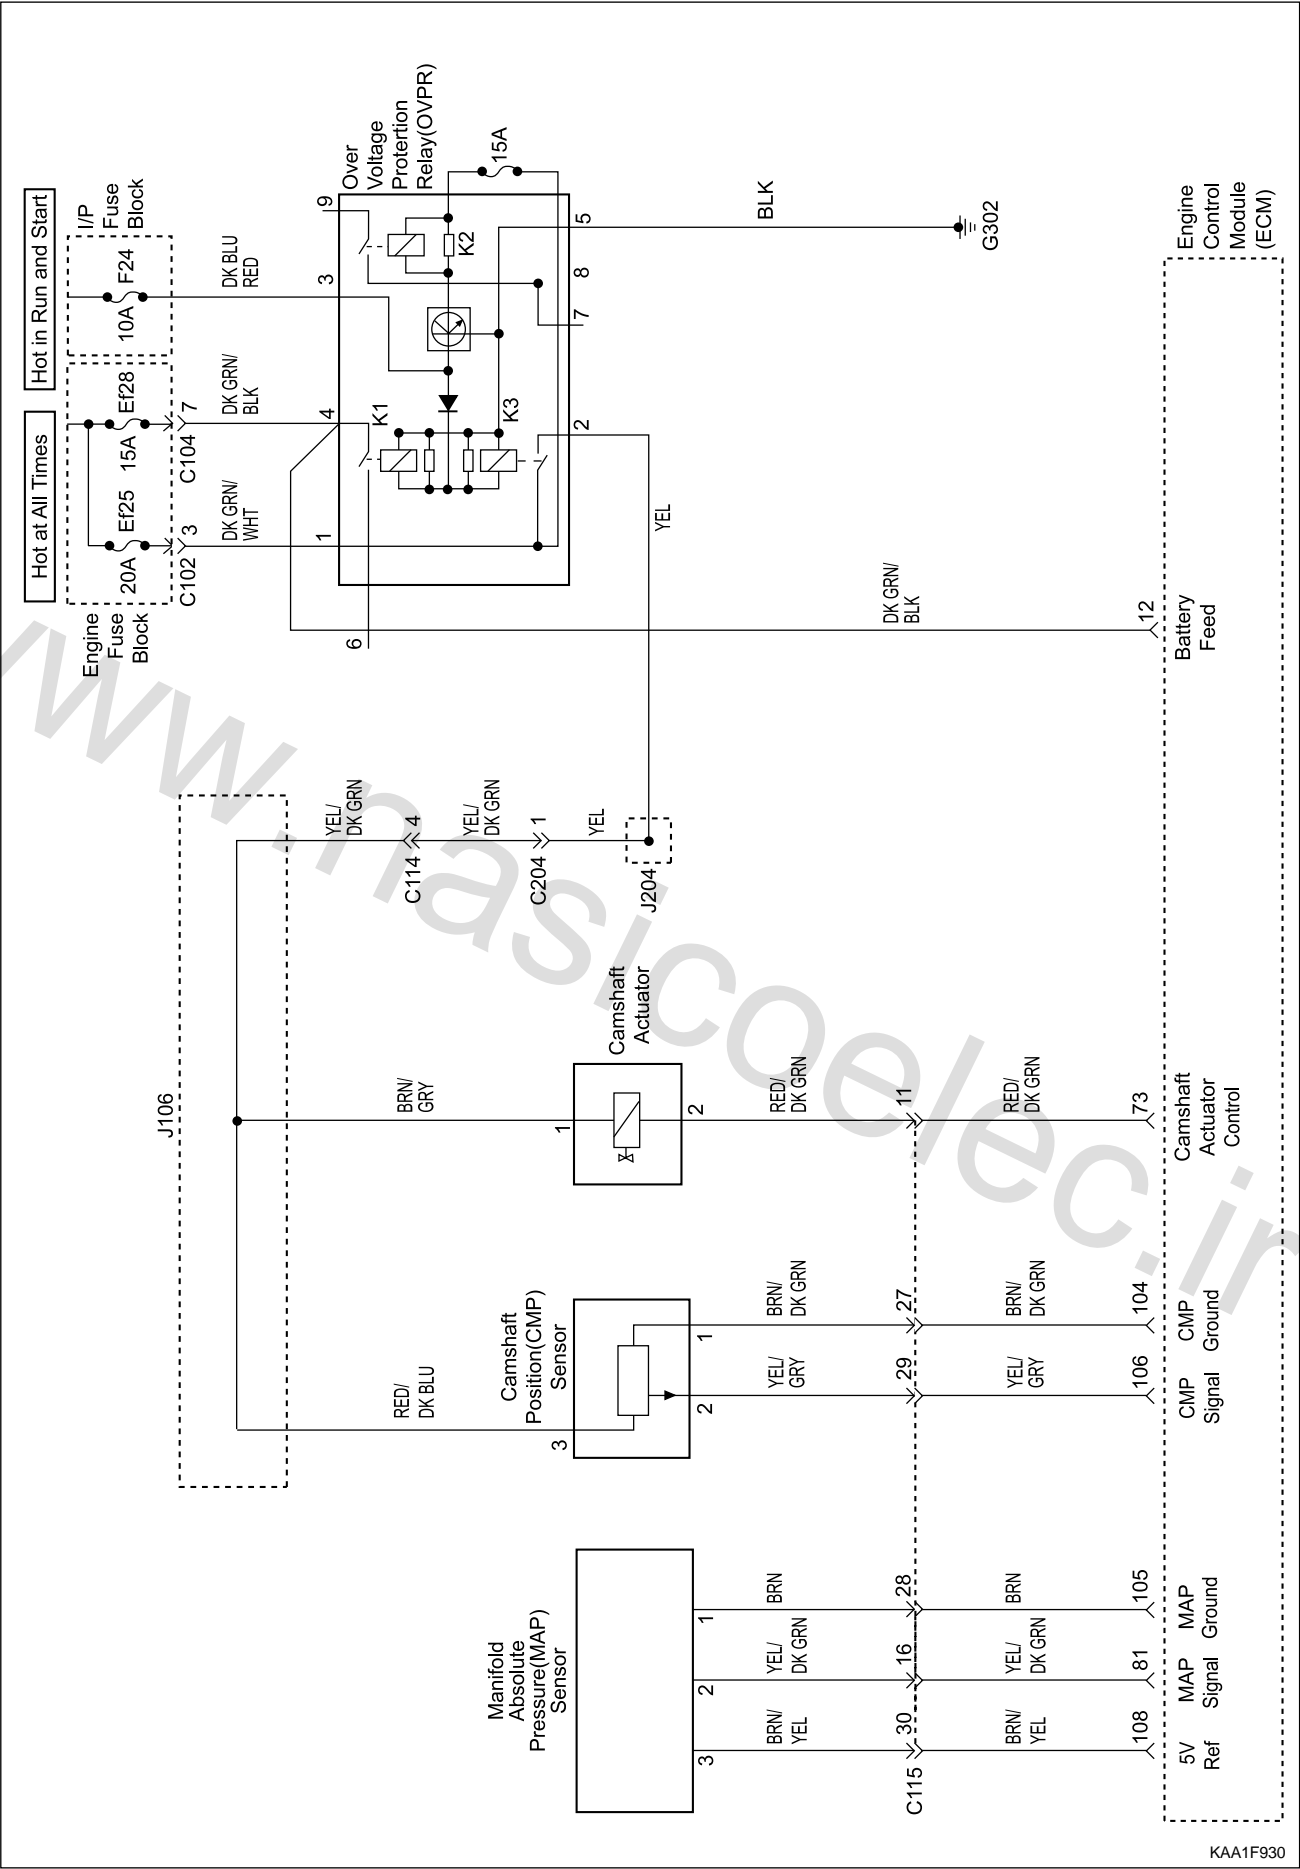 Hot at All Times
Hot in Run and Start
Engine
Fuse
Block
I/P
Fuse
Block
20A
Ef25
15A
Ef28
10A
F24
C102
3
C104
7
DK GRN/
WHT
DK GRN/
BLK
DK BLU
RED
Over
Voltage
Protertion
Relay(OVPR)
1
4
3
9
6
K1
K2
K3
15A
2
7
8
5
YEL
BLK
G302
DK GRN/
BLK
12
Battery
Feed
Engine
Control
Module
(ECM)
J106
YEL/
DK GRN
C114
4
YEL/
DK GRN
C204
1
YEL
J204
BRN/
GRY
Camshaft
Actuator
1
2
RED/
DK GRN
11
RED/
DK GRN
73
Camshaft
Actuator
Control
RED/
DK BLU
Camshaft
Position(CMP)
Sensor
3
2
1
YEL/
GRY
BRN/
DK GRN
29
27
YEL/
GRY
BRN/
DK GRN
106
104
CMP
Signal
CMP
Ground
Manifold
Absolute
Pressure(MAP)
Sensor
3
2
1
BRN/
YEL
YEL/
DK GRN
BRN
C115
30
16
28
BRN/
YEL
YEL/
DK GRN
BRN
108
81
105
5V
Ref
MAP
Signal
MAP
Ground
KAA1F930
www.nasicoelec.ir